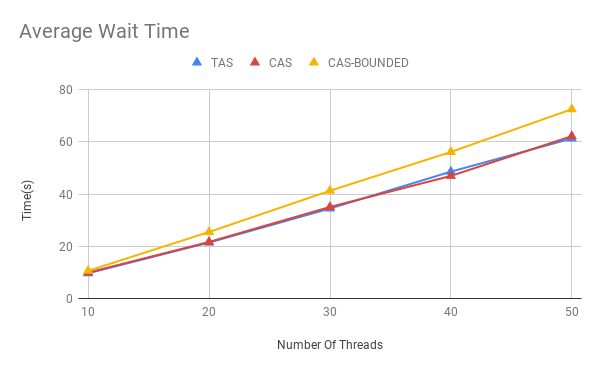 Average Wait Time
TAS CAS CAS-BOUNDED
80
60
40
20
0
Time(s)
10 20 30 40 50
Number Of Threads